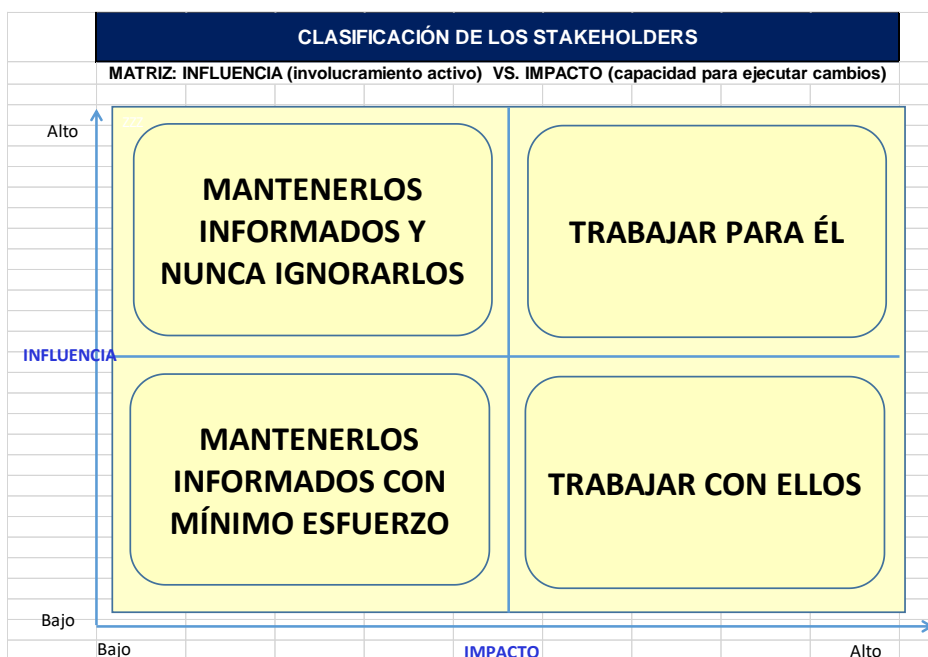 CLASIFICACIÓN DE LOS STAKEHOLDERS
MATRIZ: INFLUENCIA (involucramiento activo) VS. IMPACTO (capacidad para ejecutar cambios)
Alto
MANTENERLOS
INFORMADOS Y
NUNCA IGNORARLOS
TRABAJAR PARA ÉL
INFLUENCIA
MANTENERLOS
INFORMADOS CON
MÍNIMO ESFUERZO
TRABAJAR CON ELLOS
Bajo
Bajo
IMPACTO
Alto